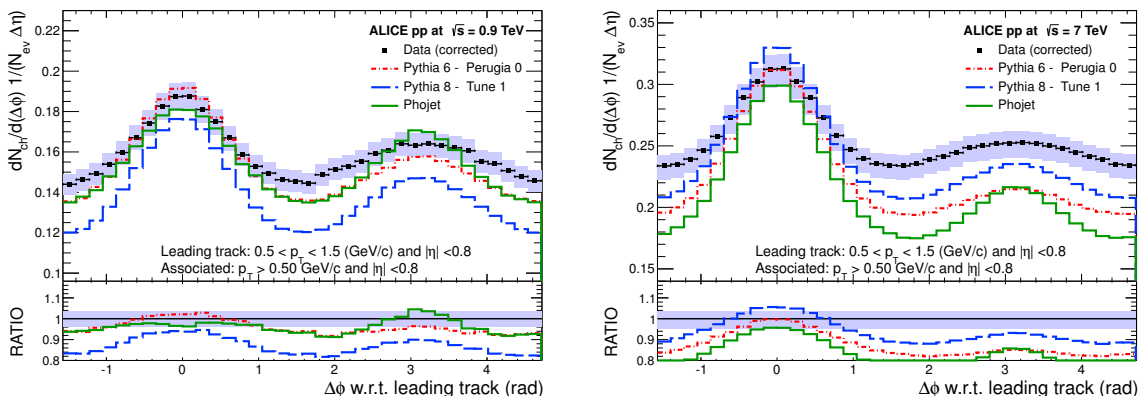 dN_ch/d(Δϕ) 1/(N_ev Δη)
0.22
0.2
0.18
0.16
0.14
0.12
0.1
ALICE pp at √s = 0.9 TeV
Data (corrected)
Pythia 6 - Perugia 0
Pythia 8 - Tune 1
Phojet
Leading track: 0.5 < p_T < 1.5 (GeV/c) and |η| <0.8
Associated: p_T > 0.50 GeV/c and |η| <0.8
RATIO
1.1
1
0.9
0.8
-1 0 1 2 3 4
Δϕ w.r.t. leading track (rad)
dN_ch/d(Δϕ) 1/(N_ev Δη)
0.35
0.3
0.25
0.2
0.15
ALICE pp at √s = 7 TeV
Data (corrected)
Pythia 6 - Perugia 0
Pythia 8 - Tune 1
Phojet
Leading track: 0.5 < p_T < 1.5 (GeV/c) and |η| <0.8
Associated: p_T > 0.50 GeV/c and |η| <0.8
RATIO
1.1
1
0.9
0.8
-1 0 1 2 3 4
Δϕ w.r.t. leading track (rad)